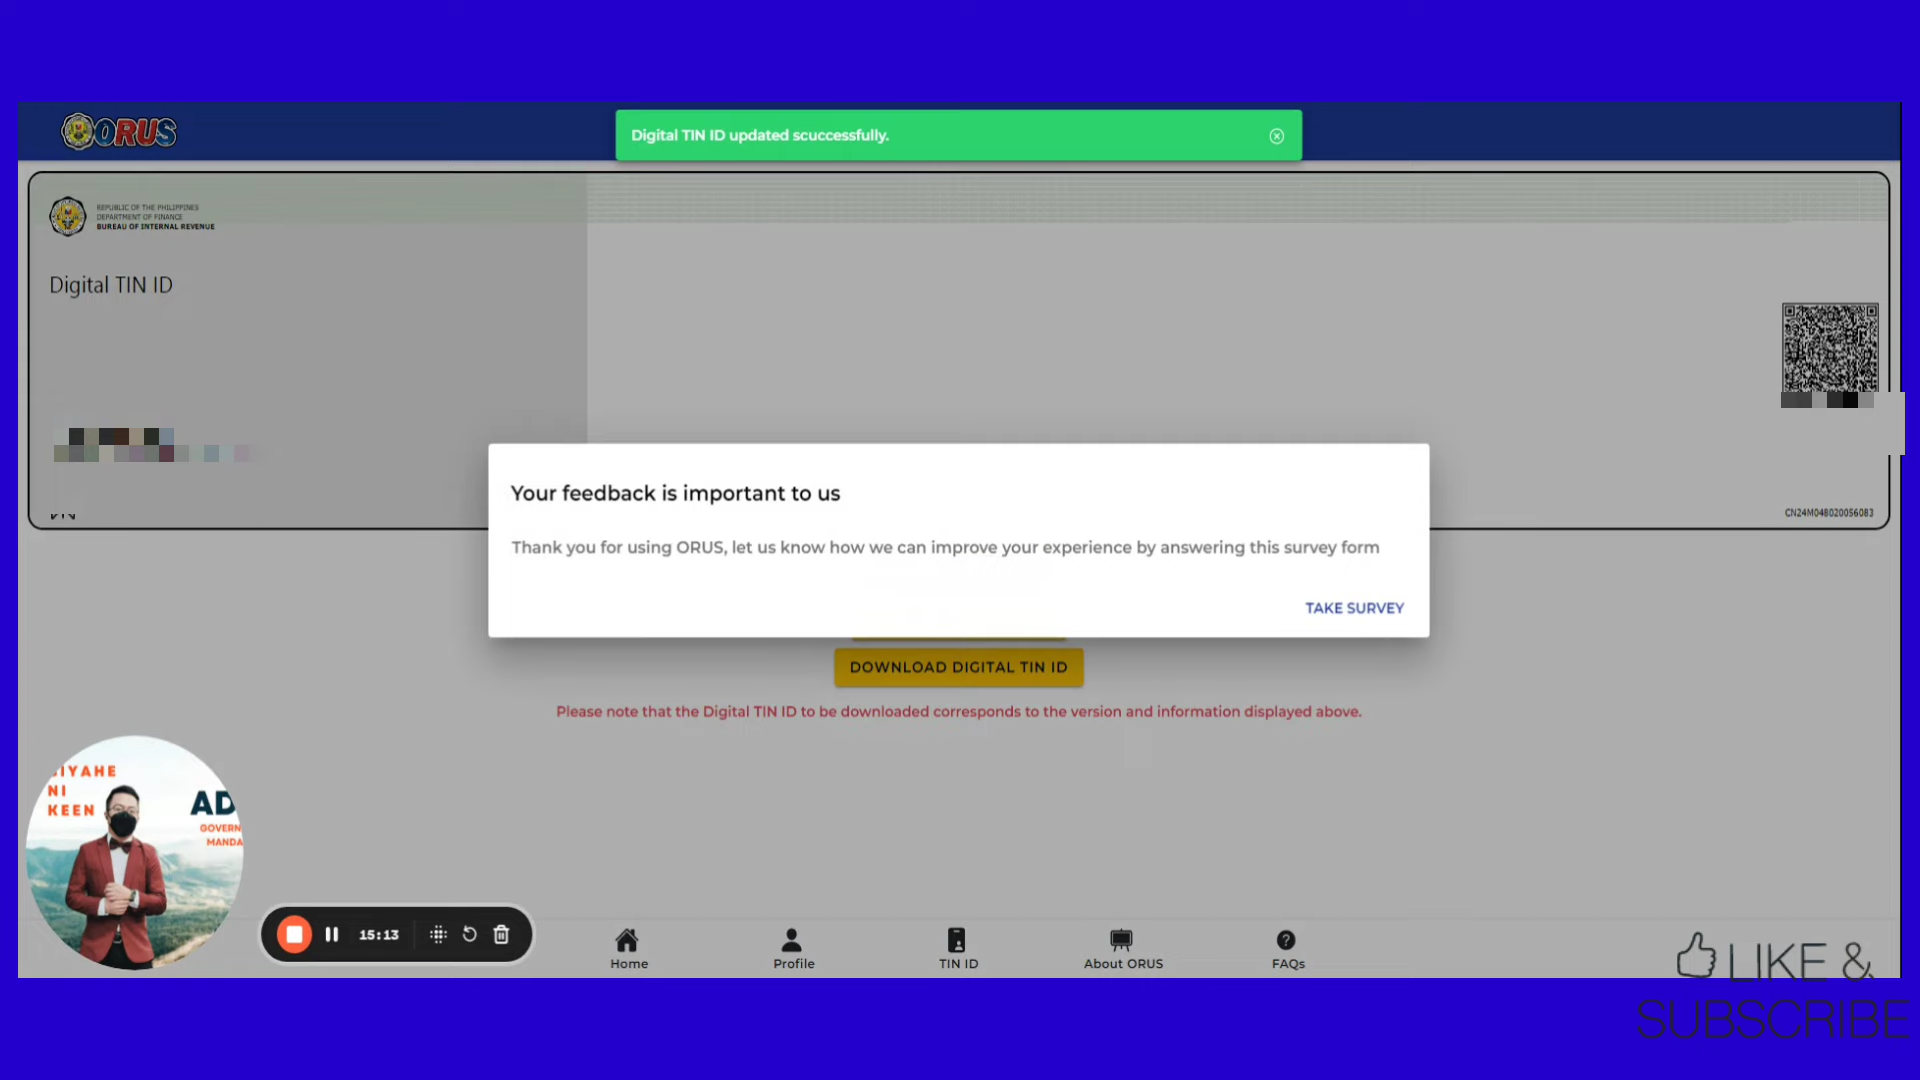 ORUS
Digital TIN ID updated scuccessfully.
REPUBLIC OF THE PHILIPPINES
DEPARTMENT OF FINANCE
BUREAU OF INTERNAL REVENUE
Digital TIN ID
CN24M048020056083
Your feedback is important to us
Thank you for using ORUS, let us know how we can improve your experience by answering this survey form
TAKE SURVEY
DOWNLOAD DIGITAL TIN ID
Please note that the Digital TIN ID to be downloaded corresponds to the version and information displayed above.
IYAHE
NI
KEEN
AD
GOVERN
MANDA
15:13
Home
Profile
TIN ID
About ORUS
FAQs
LIKE &
SUBSCRIBE